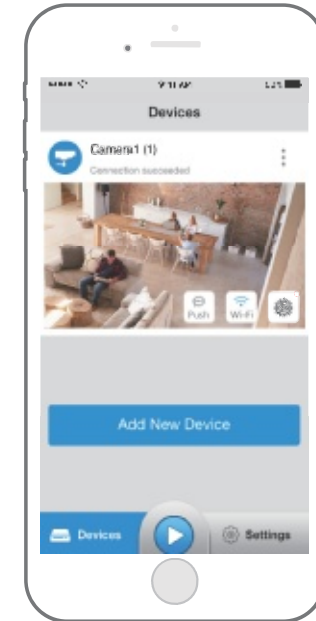 Devices
Camera1 (1)
Connection succeeded
Push
Wi-Fi
Add New Device
Devices
Settings